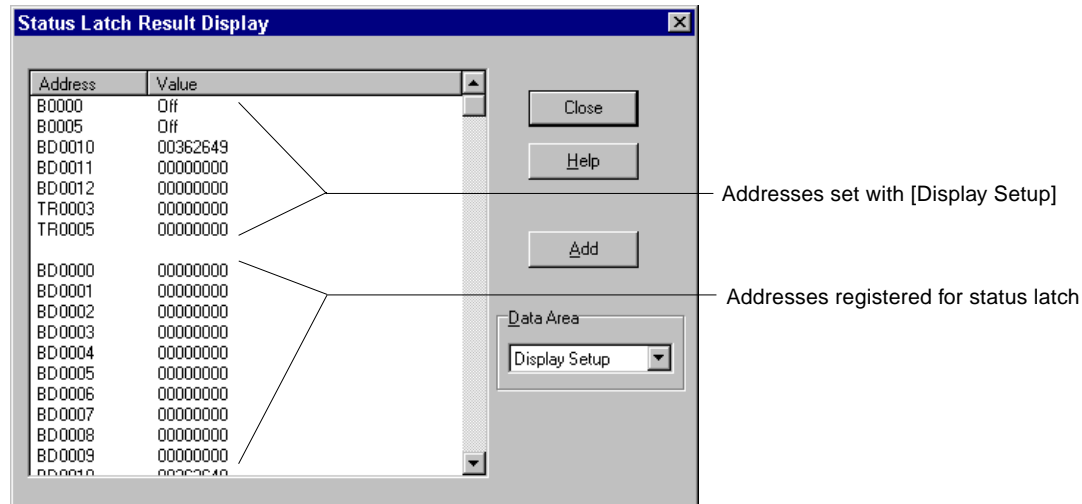 Status Latch Result Display
Address Value
B0000 Off
B0005 Off
BD0010 00362649
BD0011 00000000
BD0012 00000000
TR0003 00000000
TR0005 00000000
BD0000 00000000
BD0001 00000000
BD0002 00000000
BD0003 00000000
BD0004 00000000
BD0005 00000000
BD0006 00000000
BD0007 00000000
BD0008 00000000
BD0009 00000000
Close
Help
Add
Data Area
Display Setup
Addresses set with [Display Setup]
Addresses registered for status latch